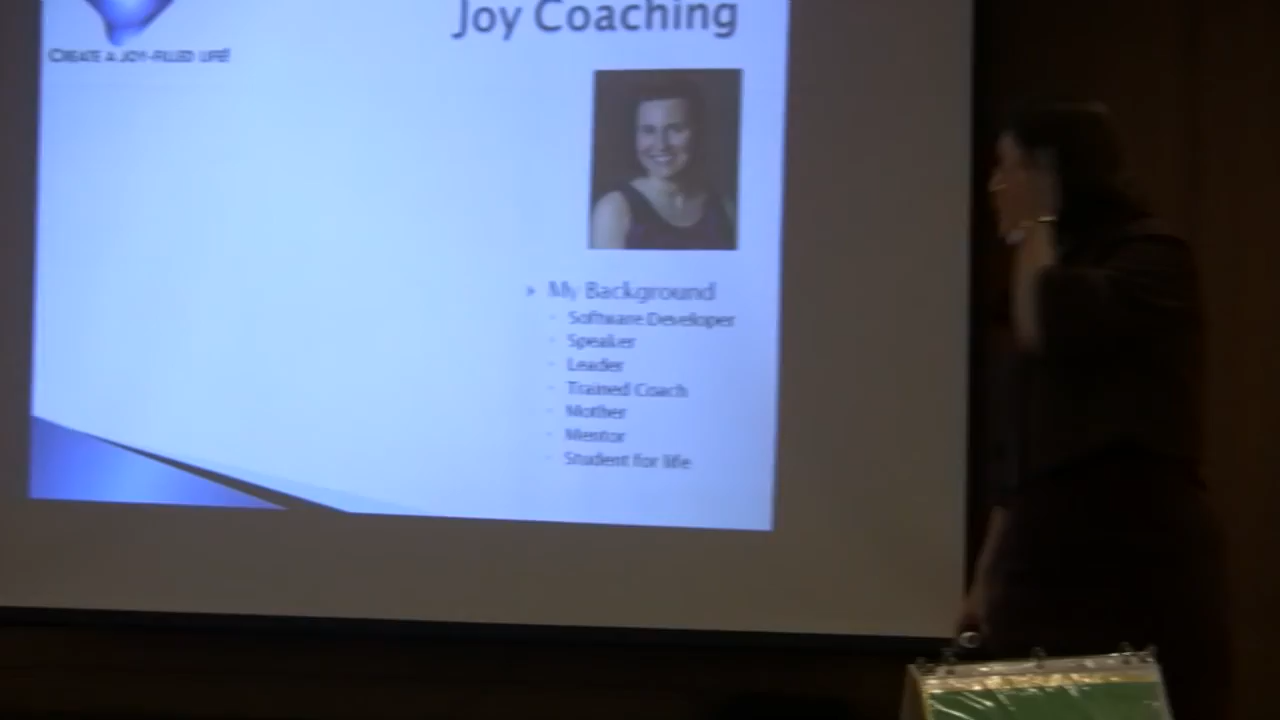 Joy Coaching
CREATE A JOY-FILLED LIFE!
My Background
Software Developer
Speaker
Leader
Trained Coach
Mother
Mentor
Student for life